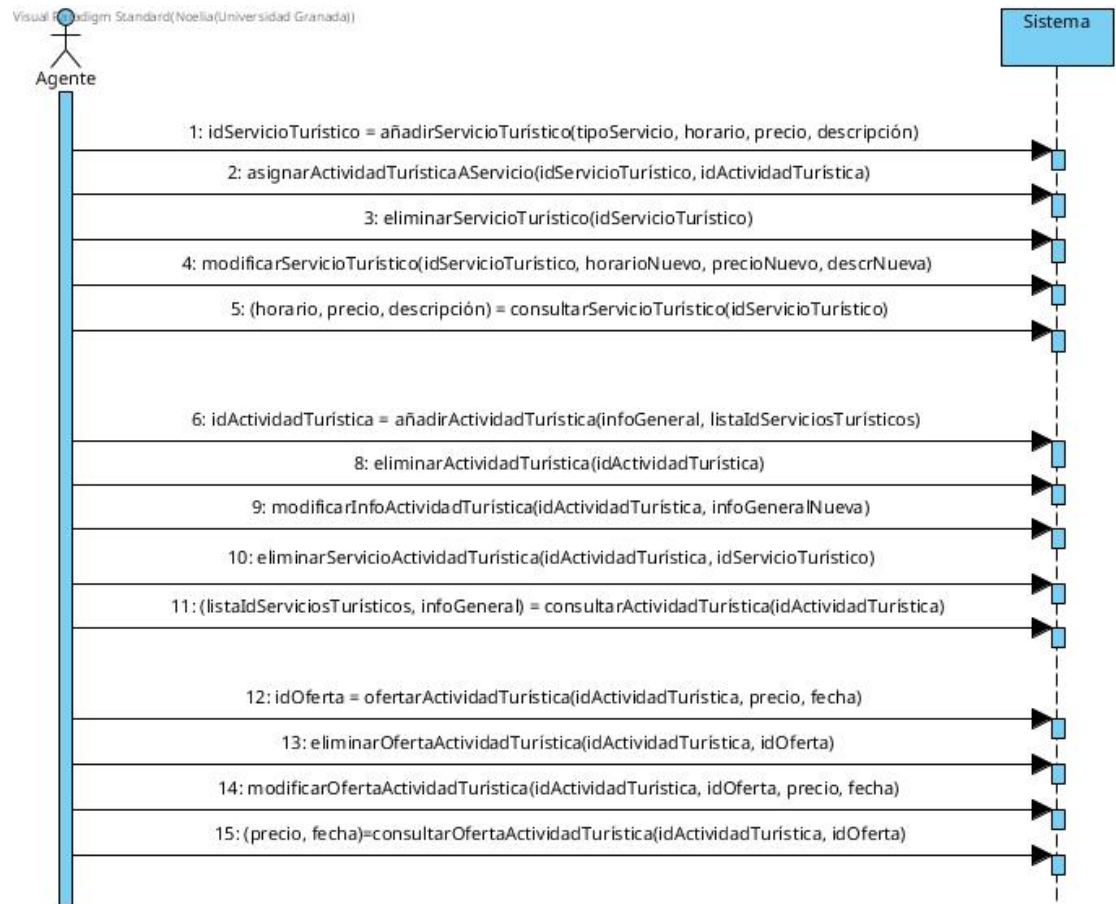 Visual Paradigm Standard(Noelia(Universidad Granada))
Sistema
Agente
1: idServicioTurístico = añadirServicioTurístico(tipoServicio, horario, precio, descripción)
2: asignarActividadTurísticaAServicio(idServicioTurístico, idActividadTurística)
3: eliminarServicioTurístico(idServicioTurístico)
4: modificarServicioTurístico(idServicioTurístico, horarioNuevo, precioNuevo, descrNueva)
5: (horario, precio, descripción) = consultarServicioTurístico(idServicioTurístico)
6: idActividadTurística = añadirActividadTurística(infoGeneral, listaIdServiciosTurísticos)
8: eliminarActividadTurística(idActividadTurística)
9: modificarInfoActividadTurística(idActividadTurística, infoGeneralNueva)
10: eliminarServicioActividadTurística(idActividadTurística, idServicioTurístico)
11: (listaIdServiciosTurísticos, infoGeneral) = consultarActividadTurística(idActividadTurística)
12: idOferta = ofertarActividadTurística(idActividadTurística, precio, fecha)
13: eliminarOfertaActividadTurística(idActividadTurística, idOferta)
14: modificarOfertaActividadTurística(idActividadTurística, idOferta, precio, fecha)
15: (precio, fecha)=consultarOfertaActividadTurística(idActividadTurística, idOferta)